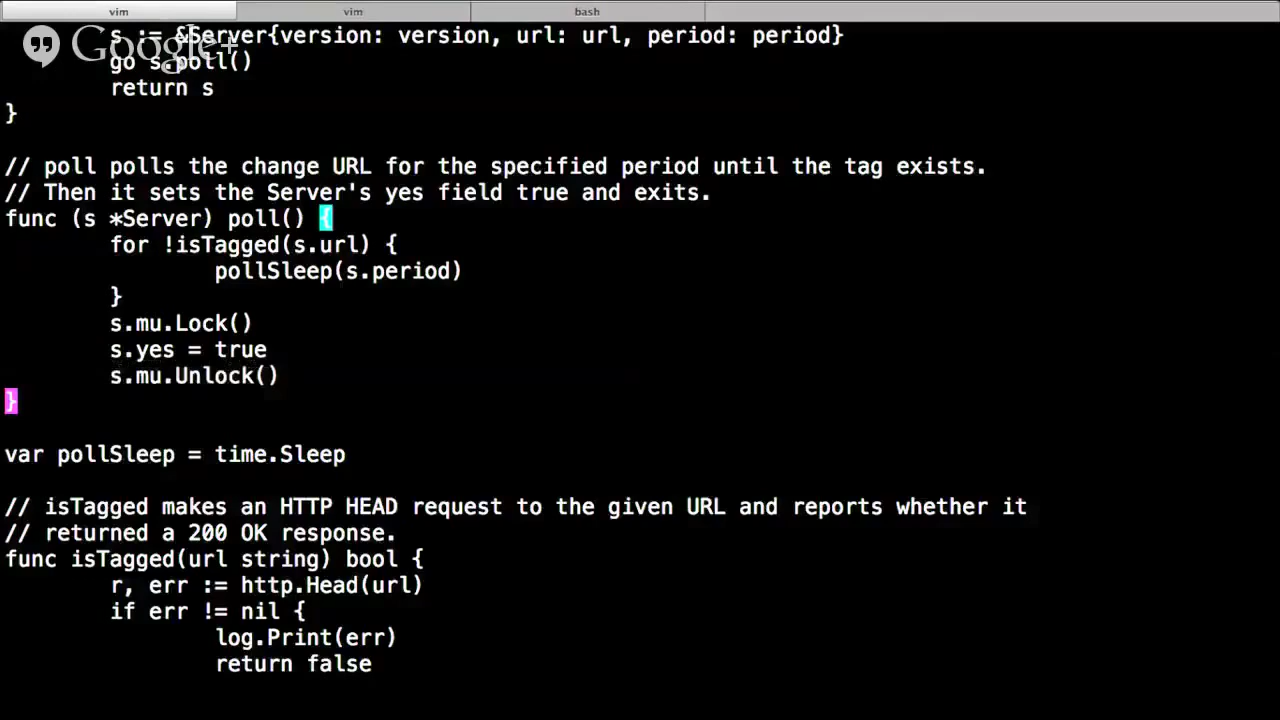 vim vim bash
s := &Server{version: version, url: url, period: period}
Google+
go s.poll()
return s
}
// poll polls the change URL for the specified period until the tag exists.
// Then it sets the Server's yes field true and exits.
func (s *Server) poll() {
for !isTagged(s.url) {
pollSleep(s.period)
}
s.mu.Lock()
s.yes = true
s.mu.Unlock()
}
var pollSleep = time.Sleep
// isTagged makes an HTTP HEAD request to the given URL and reports whether it
// returned a 200 OK response.
func isTagged(url string) bool {
r, err := http.Head(url)
if err != nil {
log.Print(err)
return false